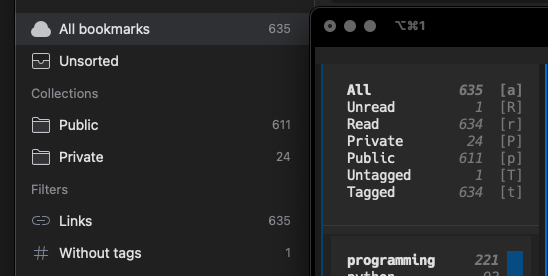 All bookmarks 635
Unsorted
Collections
Public 611
Private 24
Filters
Links 635
Without tags 1
⌥⌘1
All 635 [a]
Unread 1 [R]
Read 634 [r]
Private 24 [P]
Public 611 [p]
Untagged 1 [T]
Tagged 634 [t]
programming 221